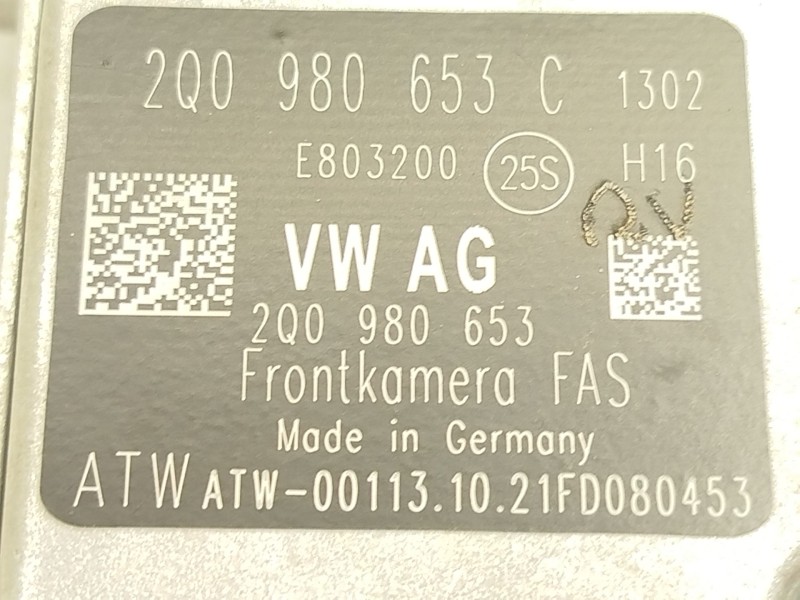 2Q0 980 653 C 1302
E803200 25S H16
VW AG
2Q0 980 653
Frontkamera FAS
Made in Germany
ATW ATW-00113.10.21FD080453